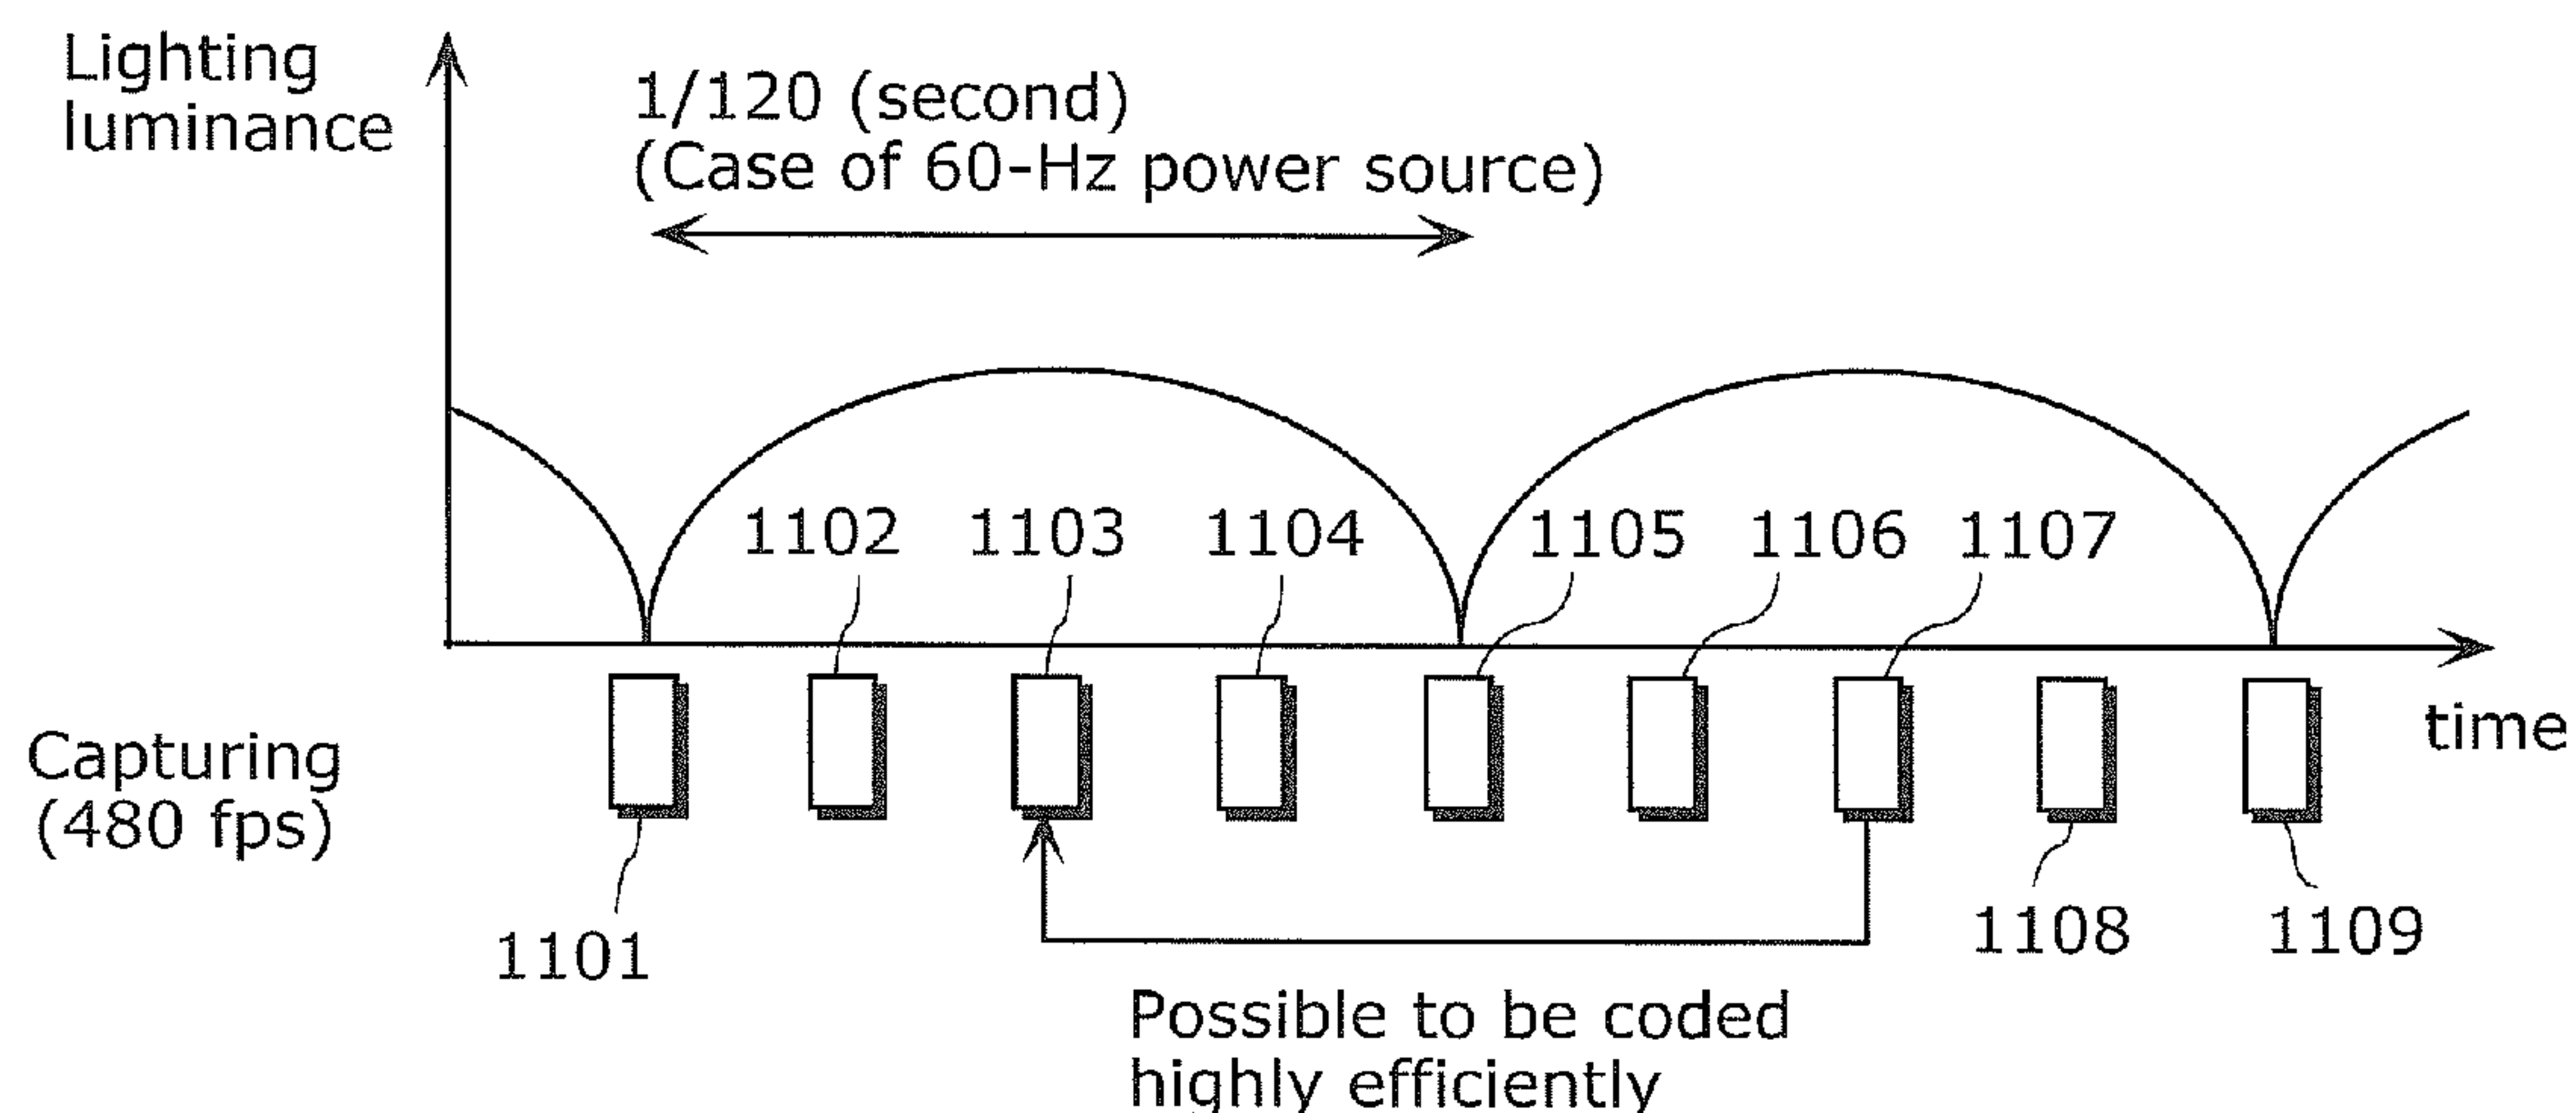 Lighting
luminance
1/120 (second)
(Case of 60-Hz power source)
1102
1103
1104
1105
1106
1107
Capturing
(480 fps)
time
1101
1108
1109
Possible to be coded
highly efficiently